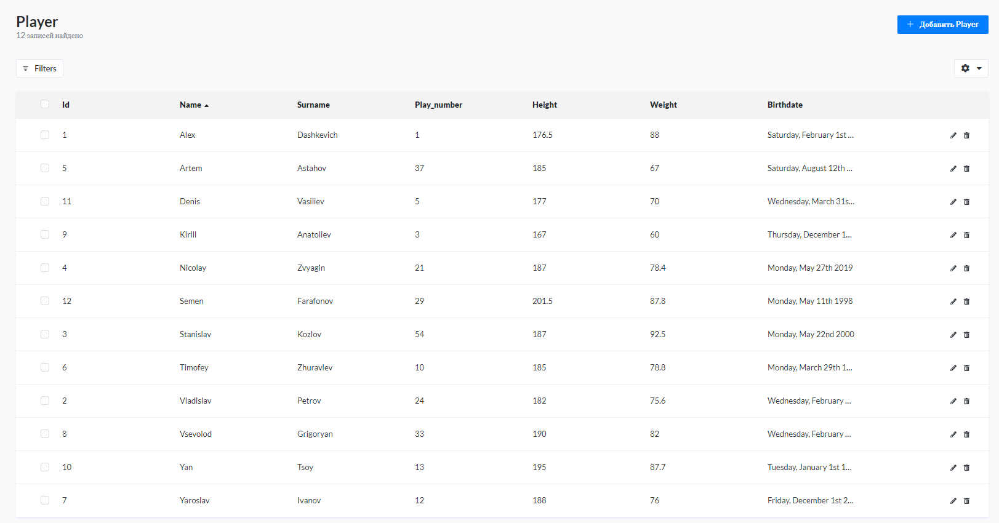 Player
12 записей найдено
Добавить Player
Filters
Id Name Surname Play_number Height Weight Birthdate
1 Alex Dashkevich 1 176.5 88 Saturday, February 1st ...
5 Artem Astahov 37 185 67 Saturday, August 12th ...
11 Denis Vasiliev 5 177 70 Wednesday, March 31s...
9 Kirill Anatoliev 3 167 60 Thursday, December 1...
4 Nicolay Zvyagin 21 187 78.4 Monday, May 27th 2019
12 Semen Farafonov 29 201.5 87.8 Monday, May 11th 1998
3 Stanislav Kozlov 54 187 92.5 Monday, May 22nd 2000
6 Timofey Zhuravlev 10 185 78.8 Monday, March 29th 1...
2 Vladislav Petrov 24 182 75.6 Wednesday, February ...
8 Vsevolod Grigoryan 33 190 82 Wednesday, February ...
10 Yan Tsoy 13 195 87.7 Tuesday, January 1st 1...
7 Yaroslav Ivanov 12 188 76 Friday, December 1st 2...